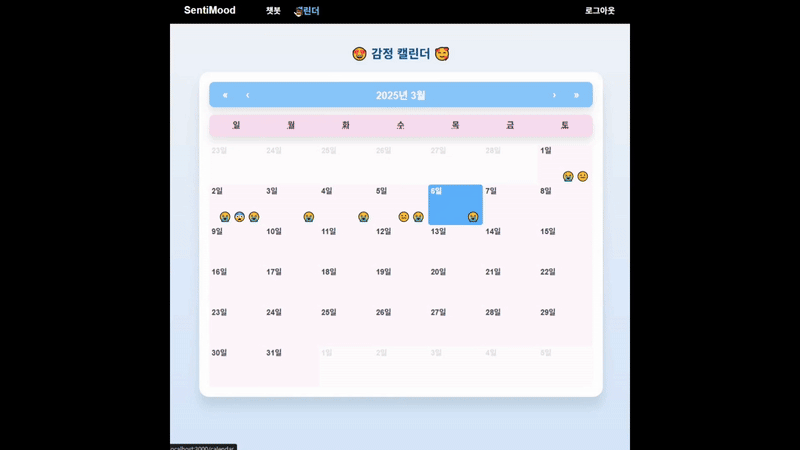 SentiMood 챗봇 캘린더 로그아웃
😍 감정 캘린더 🥰
« ‹ 2025년 3월 › »
일 월 화 수 목 금 토
23일 24일 25일 26일 27일 28일 1일
2일 3일 4일 5일 6일 7일 8일
9일 10일 11일 12일 13일 14일 15일
16일 17일 18일 19일 20일 21일 22일
23일 24일 25일 26일 27일 28일 29일
30일 31일 1일 2일 3일 4일 5일
localhost:3000/calendar